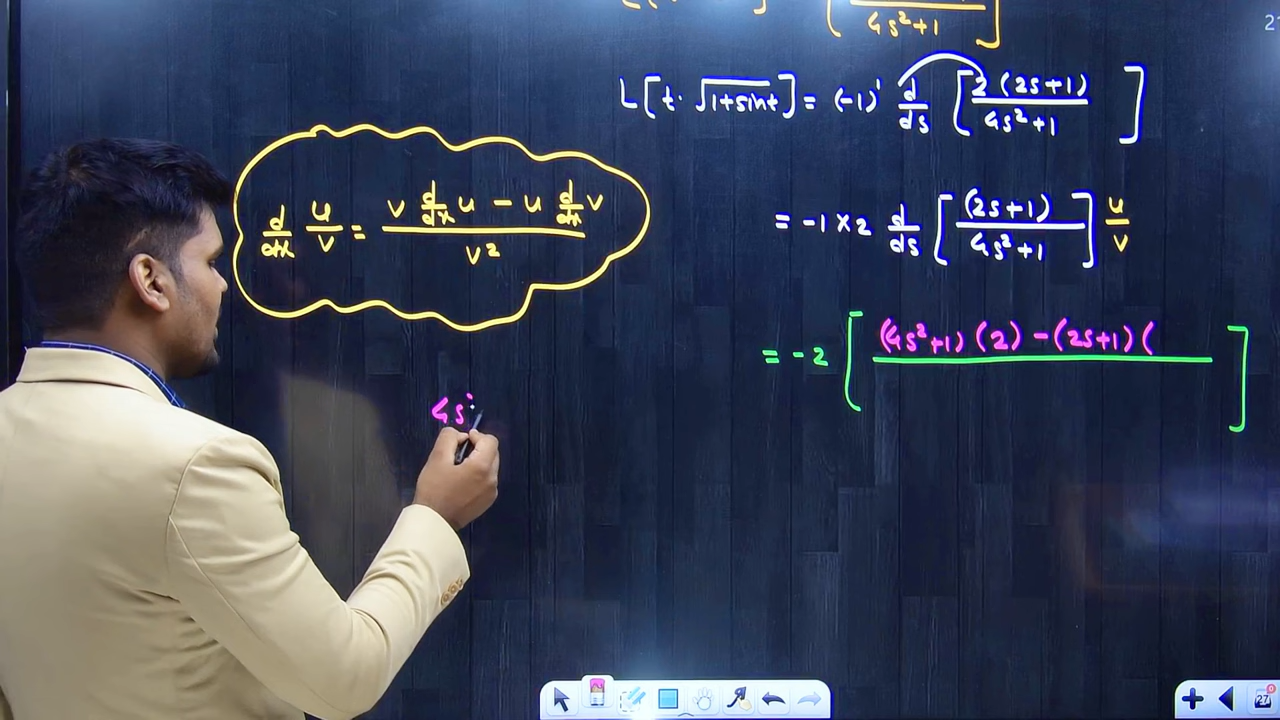 4s²+1
L[t·√1+sint] = (-1)¹ d/ds [2(2s+1)/4s²+1]
d/dx u/v = v d/dx u - u d/dx v / v²
= -1×2 d/ds [(2s+1)/4s²+1] u/v
= -2 [(4s²+1)(2) - (2s+1)(
4s
27